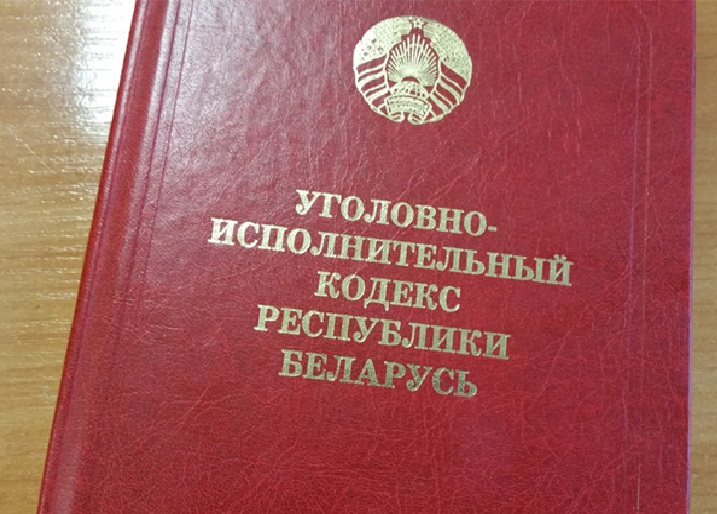 УГОЛОВНО-
ИСПОЛНИТЕЛЬНЫЙ
КОДЕКС
РЕСПУБЛИКИ
БЕЛАРУСЬ